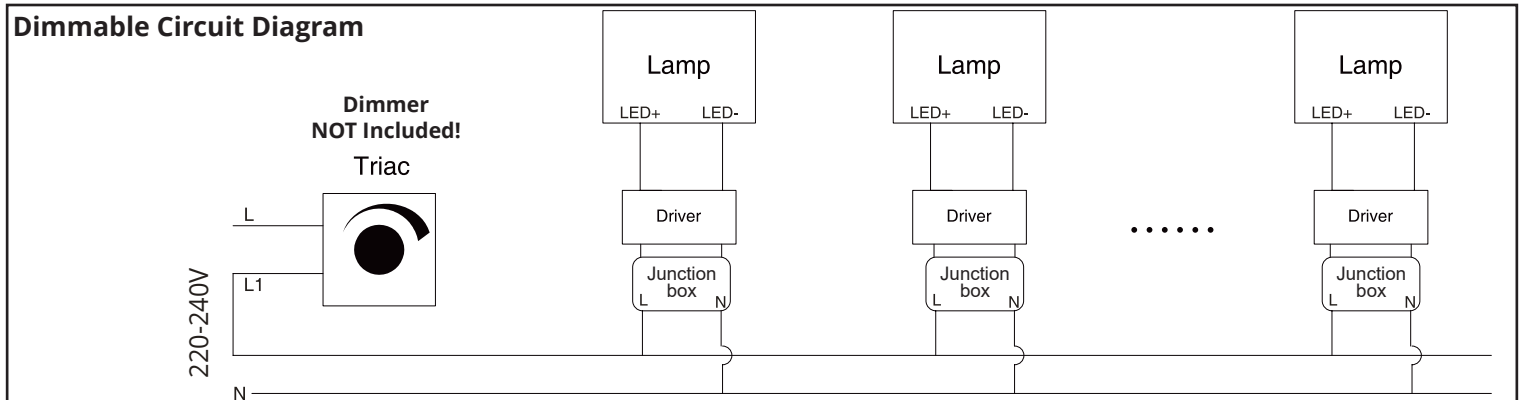 Dimmable Circuit Diagram
Dimmer
NOT Included!
Triac
L
L1
220-240V
N
Lamp
LED+ LED-
Driver
Junction
box
L N
Lamp
LED+ LED-
Driver
Junction
box
L N
......
Lamp
LED+ LED-
Driver
Junction
box
L N